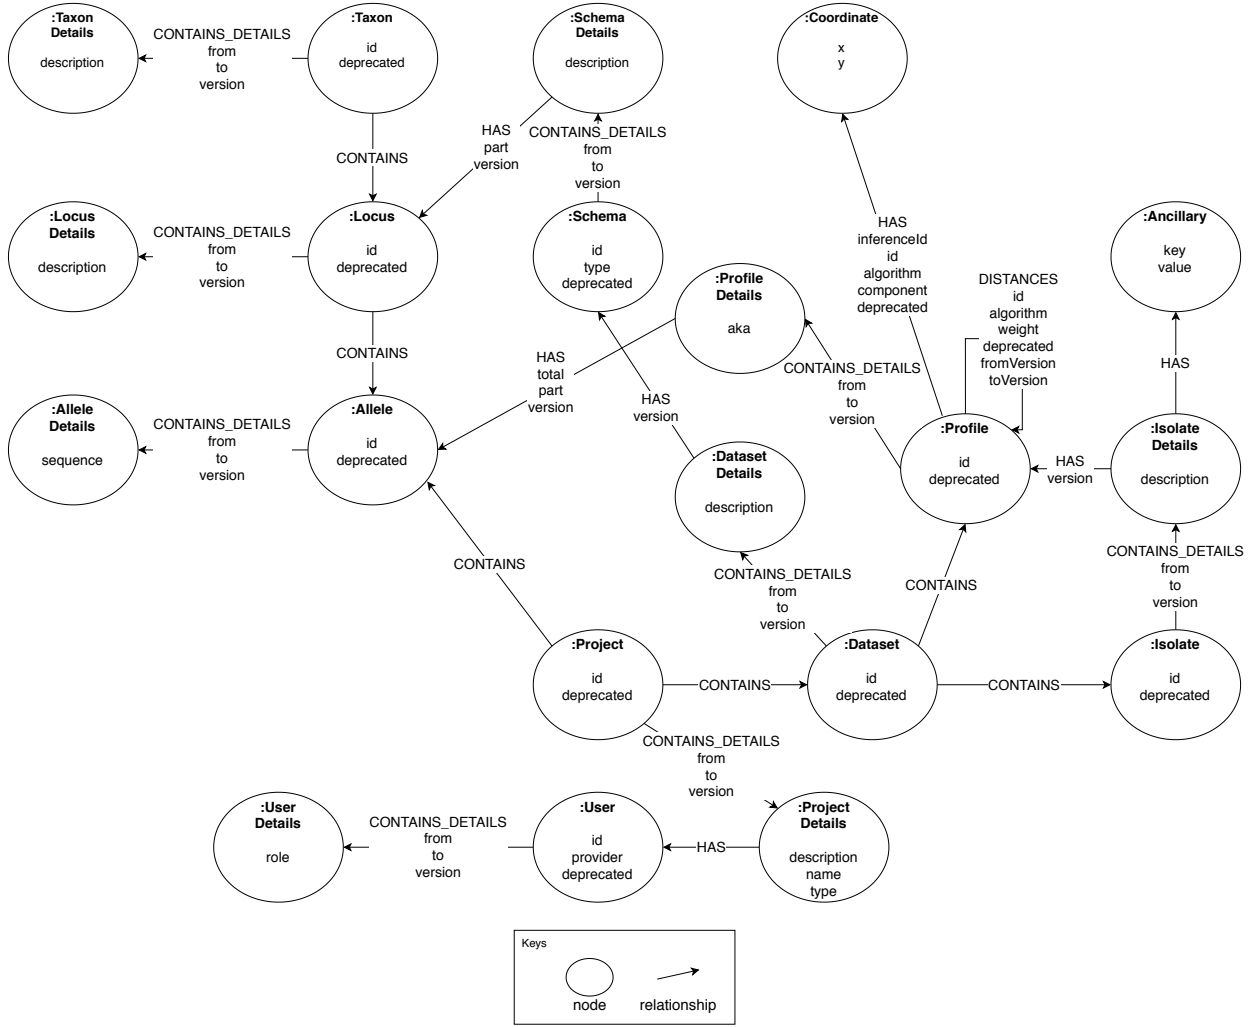 :Taxon
Details
description
CONTAINS_DETAILS
from
to
version
:Taxon
id
deprecated
:Schema
Details
description
:Coordinate
x
y
CONTAINS
HAS
part
version
CONTAINS_DETAILS
from
to
version
:Locus
Details
description
CONTAINS_DETAILS
from
to
version
:Locus
id
deprecated
:Schema
id
type
deprecated
HAS
inferenceId
id
algorithm
component
deprecated
:Ancillary
key
value
:Profile
Details
aka
DISTANCES
id
algorithm
weight
deprecated
fromVersion
toVersion
CONTAINS
HAS
total
part
version
HAS
version
CONTAINS_DETAILS
from
to
version
HAS
:Allele
Details
sequence
CONTAINS_DETAILS
from
to
version
:Allele
id
deprecated
:Dataset
Details
description
:Profile
id
deprecated
HAS
version
:Isolate
Details
description
CONTAINS
CONTAINS_DETAILS
from
to
version
CONTAINS
CONTAINS_DETAILS
from
to
version
:Project
id
deprecated
CONTAINS
:Dataset
id
deprecated
CONTAINS
:Isolate
id
deprecated
CONTAINS_DETAILS
from
to
version
:User
Details
role
CONTAINS_DETAILS
from
to
version
:User
id
provider
deprecated
HAS
:Project
Details
description
name
type
Keys
node
relationship